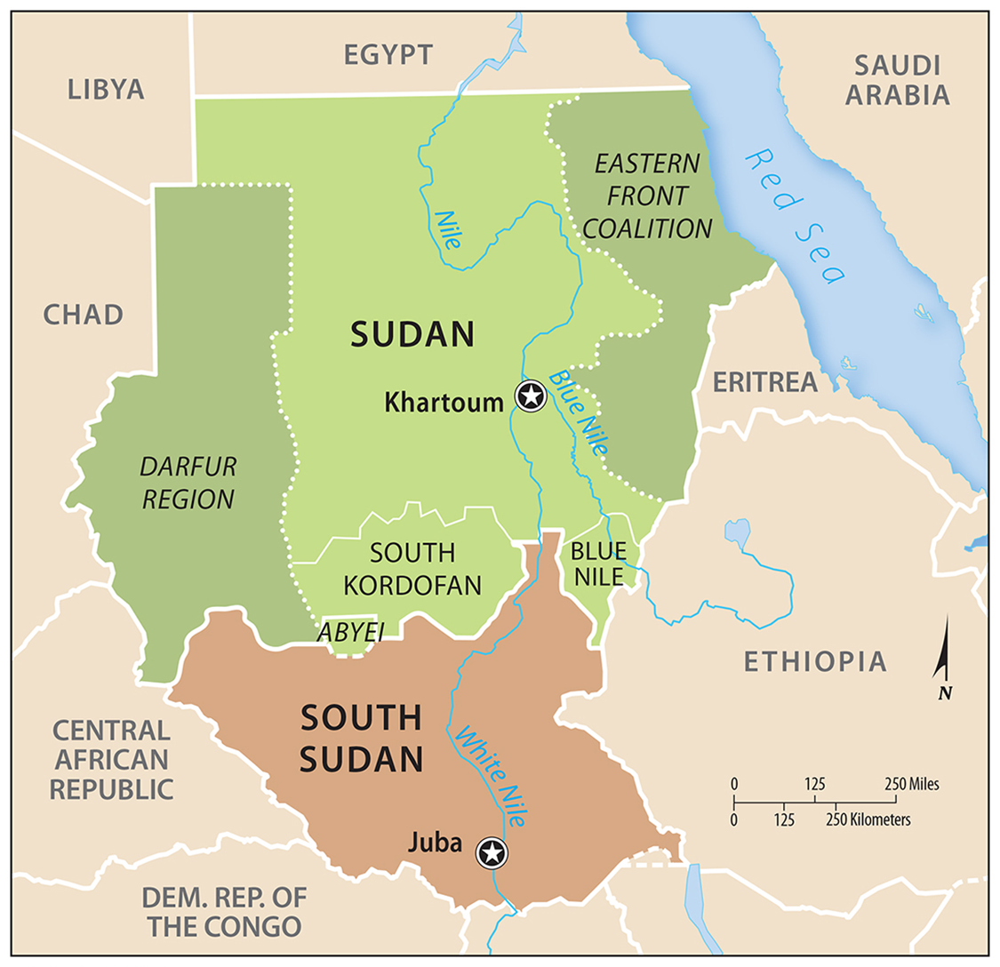 EGYPT
LIBYA
SAUDI
ARABIA
EASTERN
FRONT
COALITION
Red Sea
Nile
CHAD
SUDAN
ERITREA
Khartoum
Blue Nile
DARFUR
REGION
SOUTH
KORDOFAN
BLUE
NILE
ABYEI
ETHIOPIA
N
SOUTH
SUDAN
CENTRAL
AFRICAN
REPUBLIC
White Nile
0 125 250 Miles
0 125 250 Kilometers
Juba
DEM. REP. OF
THE CONGO